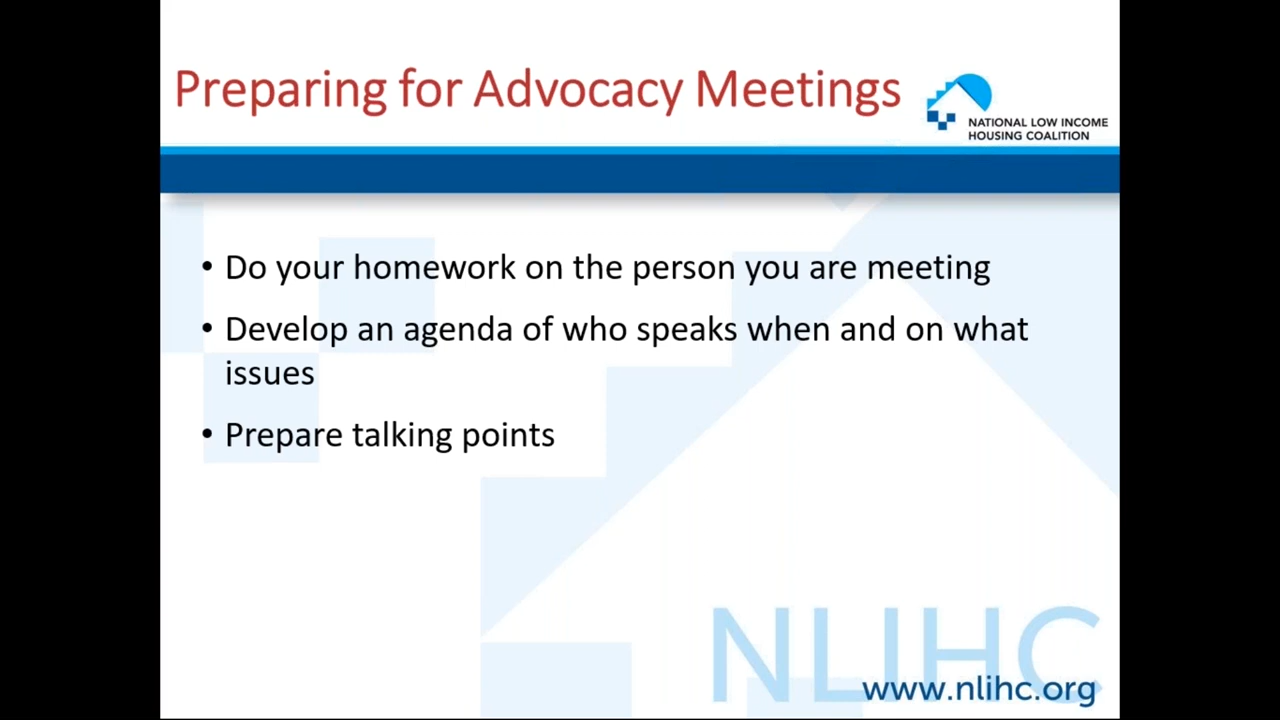 Preparing for Advocacy Meetings
NATIONAL LOW INCOME
HOUSING COALITION
• Do your homework on the person you are meeting
• Develop an agenda of who speaks when and on what
issues
• Prepare talking points
NLIHC
www.nlihc.org